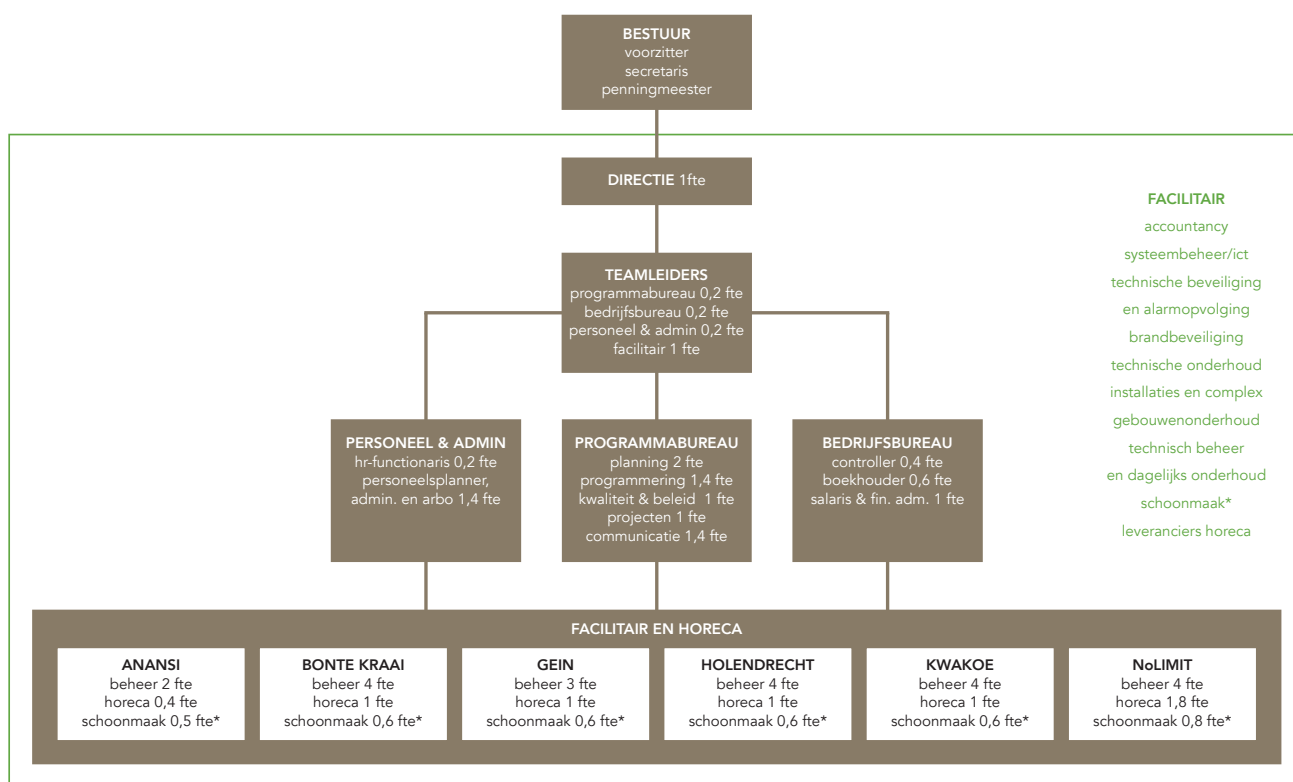 BESTUUR
voorzitter
secretaris
penningmeester
DIRECTIE 1fte
TEAMLEIDERS
programmabureau 0,2 fte
bedrijfsbureau 0,2 fte
personeel & admin 0,2 fte
facilitair 1 fte
PERSONEEL & ADMIN
hr-functionaris 0,2 fte
personeelsplanner,
admin. en arbo 1,4 fte
PROGRAMMABUREAU
planning 2 fte
programmering 1,4 fte
kwaliteit & beleid 1 fte
projecten 1 fte
communicatie 1,4 fte
BEDRIJFSBUREAU
controller 0,4 fte
boekhouder 0,6 fte
salaris & fin. adm. 1 fte
FACILITAIR
accountancy
systeembeheer/ict
technische beveiliging
en alarmopvolging
brandbeveiliging
technische onderhoud
installaties en complex
gebouwenonderhoud
technisch beheer
en dagelijks onderhoud
schoonmaak*
leveranciers horeca
FACILITAIR EN HORECA
ANANSI
beheer 2 fte
horeca 0,4 fte
schoonmaak 0,5 fte*
BONTE KRAAI
beheer 4 fte
horeca 1 fte
schoonmaak 0,6 fte*
GEIN
beheer 3 fte
horeca 1 fte
schoonmaak 0,6 fte*
HOLENDRECHT
beheer 4 fte
horeca 1 fte
schoonmaak 0,6 fte*
KWAKOE
beheer 4 fte
horeca 1 fte
schoonmaak 0,6 fte*
NoLIMIT
beheer 4 fte
horeca 1,8 fte
schoonmaak 0,8 fte*